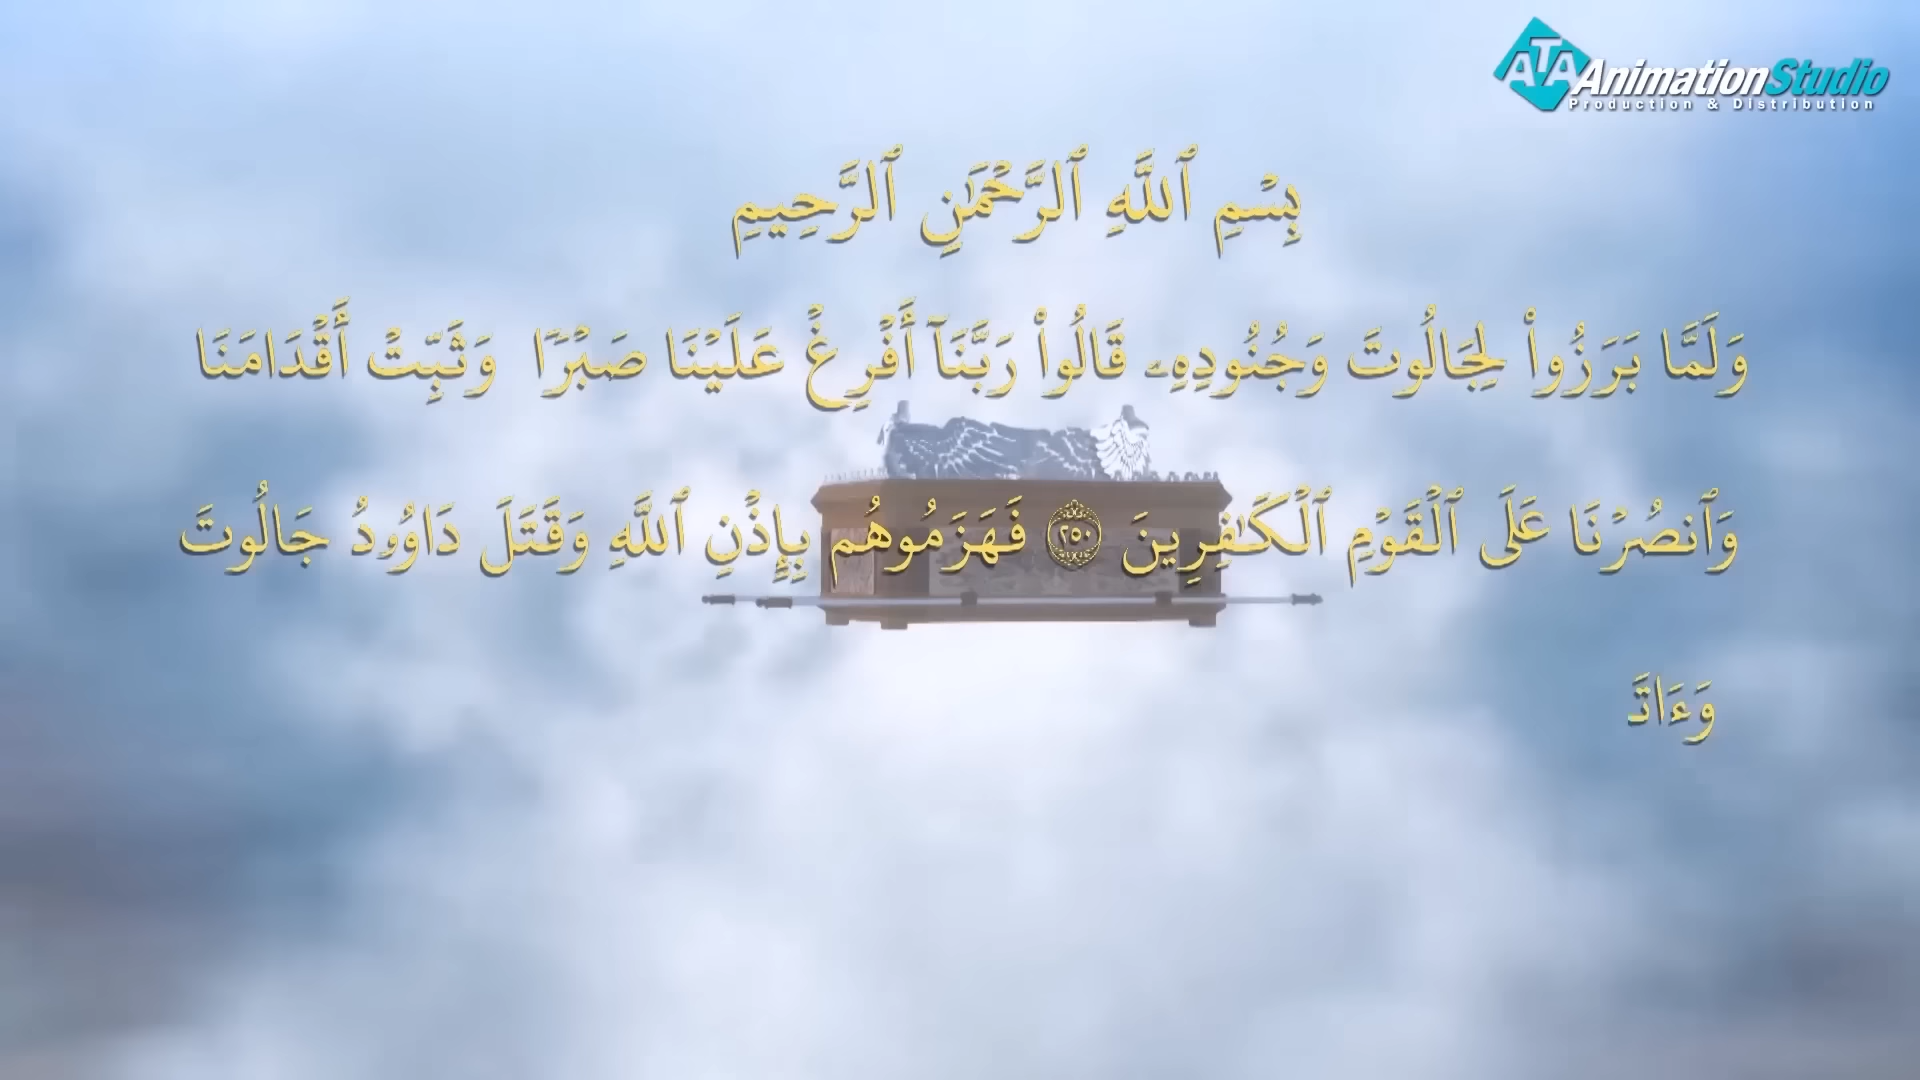 ATA AnimationStudio
Production & Distribution
بِسْمِ ٱللَّهِ ٱلرَّحْمَٰنِ ٱلرَّحِيمِ
وَلَمَّا بَرَزُوا۟ لِجَالُوتَ وَجُنُودِهِۦ قَالُوا۟ رَبَّنَآ أَفْرِغْ عَلَيْنَا صَبْرًا وَثَبِّتْ أَقْدَامَنَا
وَٱنصُرْنَا عَلَى ٱلْقَوْمِ ٱلْكَٰفِرِينَ ٢٥٠ فَهَزَمُوهُم بِإِذْنِ ٱللَّهِ وَقَتَلَ دَاوُۥدُ جَالُوتَ
وَءَاتَ